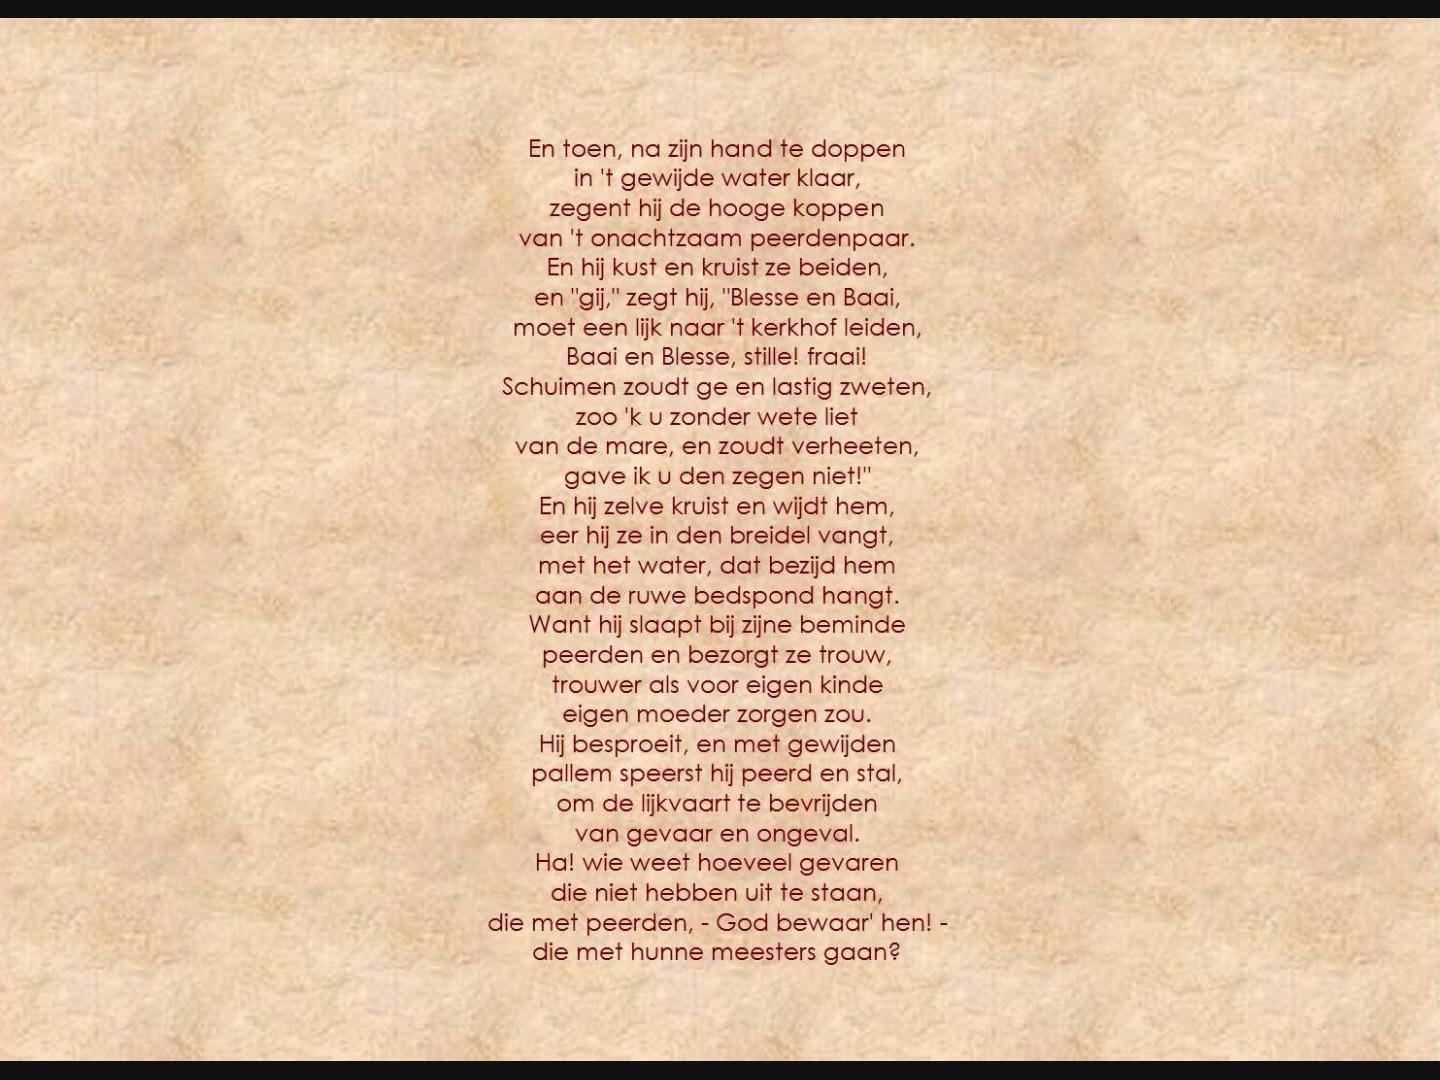 En toen, na zijn hand te doppen
in 't gewijde water klaar,
zegent hij de hooge koppen
van 't onachtzaam peerdenpaar.
En hij kust en kruist ze beiden,
en "gij," zegt hij, "Blesse en Baai,
moet een lijk naar 't kerkhof leiden,
Baai en Blesse, stille! fraai!
Schuimen zoudt ge en lastig zweten,
zoo 'k u zonder wete liet
van de mare, en zoudt verheeten,
gave ik u den zegen niet!"
En hij zelve kruist en wijdt hem,
eer hij ze in den breidel vangt,
met het water, dat bezijd hem
aan de ruwe bedspond hangt.
Want hij slaapt bij zijne beminde
peerden en bezorgt ze trouw,
trouwer als voor eigen kinde
eigen moeder zorgen zou.
Hij besproeit, en met gewijden
pallem speerst hij peerd en stal,
om de lijkvaart te bevrijden
van gevaar en ongeval.
Ha! wie weet hoeveel gevaren
die niet hebben uit te staan,
die met peerden, - God bewaar' hen! -
die met hunne meesters gaan?